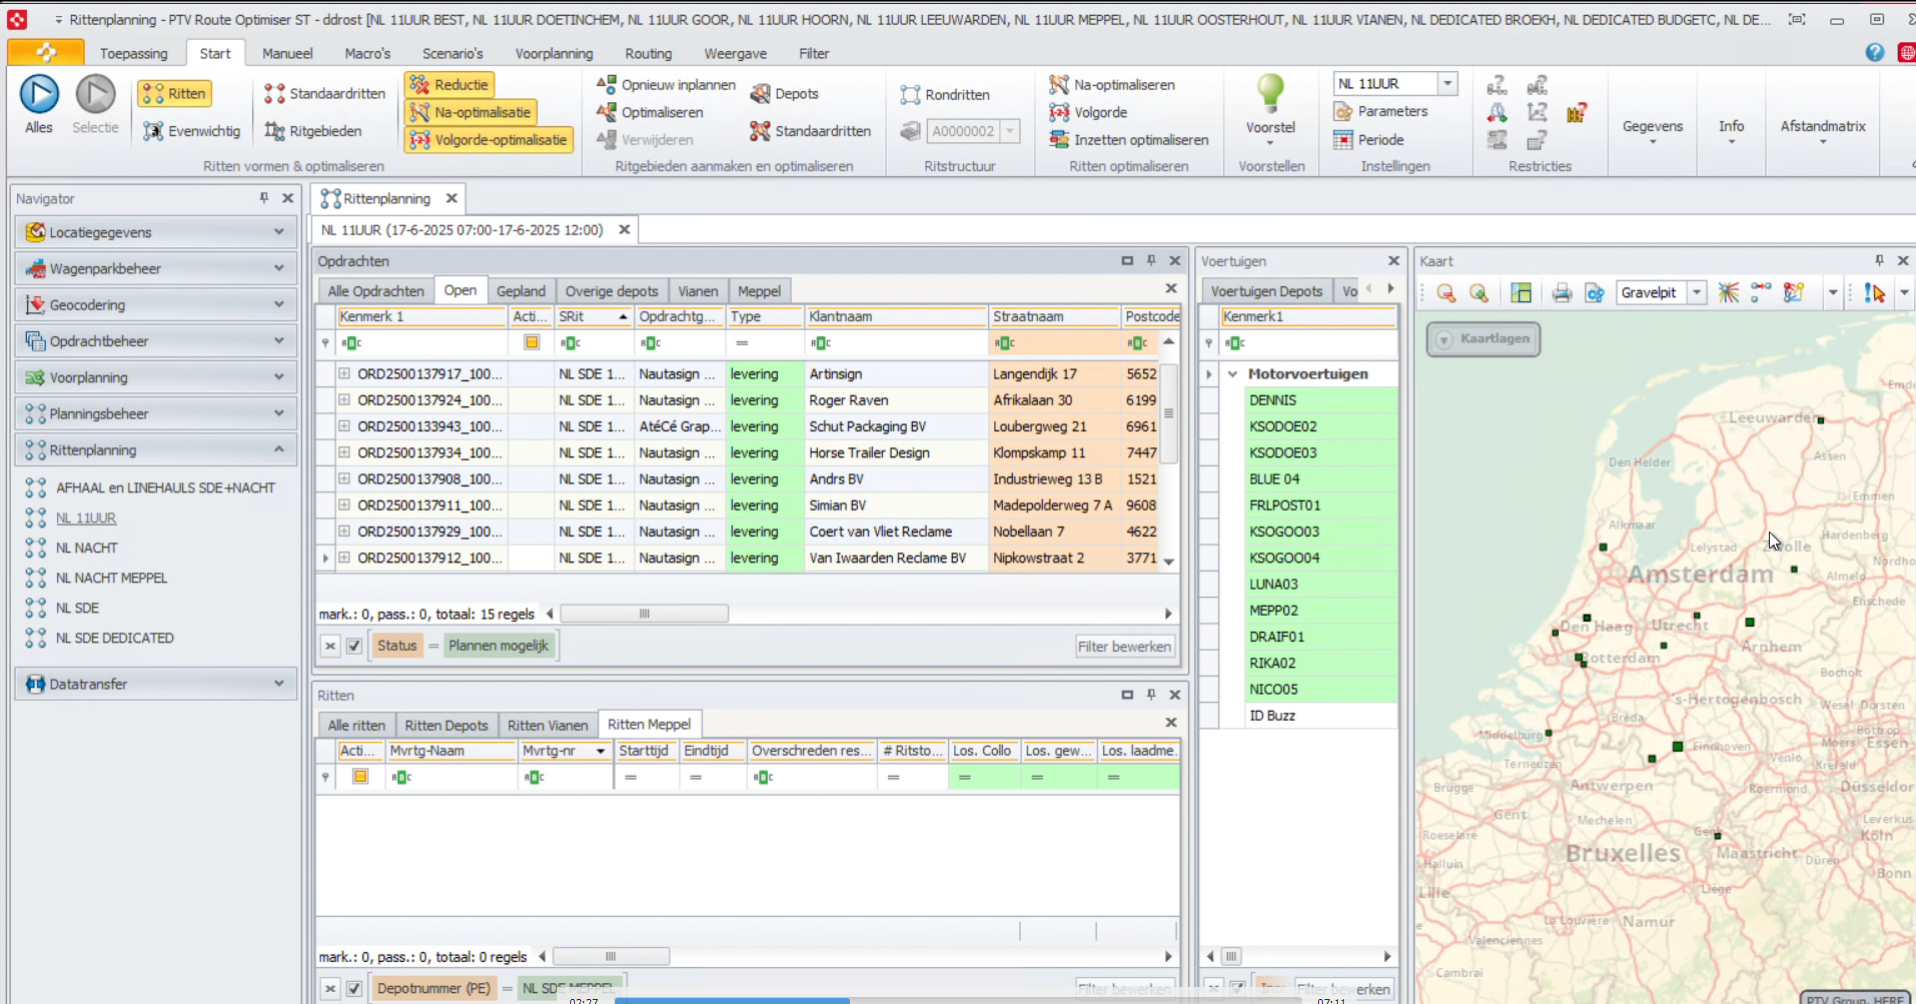 Rittenplanning - PTV Route Optimiser ST - ddrost [NL 11UUR BEST, NL 11UUR DOETINCHEM, NL 11UUR GOOR, NL 11UUR HOORN, NL 11UUR LEEUWARDEN, NL 11UUR MEPPEL, NL 11UUR OOSTERHOUT, NL 11UUR VIANEN, NL DEDICATED BROEKH, NL DEDICATED BUDGETC, NL DE...
Toepassing Start Manueel Macro's Scenario's Voorplanning Routing Weergave Filter
Alles
Selectie
Ritten
Evenwichtig
Standaardritten
Ritgebieden
Reductie
Na-optimalisatie
Volgorde-optimalisatie
Ritten vormen & optimaliseren
Opnieuw inplannen
Optimaliseren
Verwijderen
Depots
Standaardritten
Ritgebieden aanmaken en optimaliseren
Rondritten
A0000002
Ritstructuur
Na-optimaliseren
Volgorde
Inzetten optimaliseren
Ritten optimaliseren
Voorstel
Voorstellen
NL 11UUR
Parameters
Periode
Instellingen
Restricties
Gegevens
Info
Afstandmatrix
Navigator
Locatiegegevens
Wagenparkbeheer
Geocodering
Opdrachtbeheer
Voorplanning
Planningsbeheer
Rittenplanning
AFHAAL en LINEHAULS SDE+NACHT
NL 11UUR
NL NACHT
NL NACHT MEPPEL
NL SDE
NL SDE DEDICATED
Datatransfer
Rittenplanning
NL 11UUR (17-6-2025 07:00-17-6-2025 12:00)
Opdrachten
Alle Opdrachten Open Gepland Overige depots Vianen Meppel
Kenmerk 1 Acti... SRit Opdrachtg... Type Klantnaam Straatnaam Postcode
ORD2500137917_100... NL SDE 1... Nautasign ... levering Artinsign Langendijk 17 5652
ORD2500137924_100... NL SDE 1... Nautasign ... levering Roger Raven Afrikalaan 30 6199
ORD2500133943_100... NL SDE 1... AtéCé Grap... levering Schut Packaging BV Loubergweg 21 6961
ORD2500137934_100... NL SDE 1... Nautasign ... levering Horse Trailer Design Klompskamp 11 7447
ORD2500137908_100... NL SDE 1... Nautasign ... levering Andrs BV Industrieweg 13 B 1521
ORD2500137911_100... NL SDE 1... Nautasign ... levering Simian BV Madepolderweg 7 A 9608
ORD2500137929_100... NL SDE 1... Nautasign ... levering Coert van Vliet Reclame Nobellaan 7 4622
ORD2500137912_100... NL SDE 1... Nautasign ... levering Van Iwaarden Reclame BV Nipkowstraat 2 3771
mark.: 0, pass.: 0, totaal: 15 regels
Status = Plannen mogelijk
Filter bewerken
Ritten
Alle ritten Ritten Depots Ritten Vianen Ritten Meppel
Acti... Mvrtg-Naam Mvrtg-nr Starttijd Eindtijd Overschreden res... # Ritsto... Los. Collo Los. gew... Los. laadme...
mark.: 0, pass.: 0, totaal: 0 regels
Depotnummer (PE) = NL SDE MEPPEL
Filter bewerken
02:27 07:11
Voertuigen
Voertuigen Depots Vo
Kenmerk1
Motorvoertuigen
DENNIS
KSODOE02
KSODOE03
BLUE 04
FRLPOST01
KSOGOO03
KSOGOO04
LUNA03
MEPP02
DRAIF01
RIKA02
NICO05
ID Buzz
Filter bewerken
Kaart
Gravelpit
Kaartlagen
Leeuwarden
Assen
Den Helder
Emmen
Alkmaar
Hardenberg
Lelystad
Zwolle
Amsterdam
Almelo
Enschede
Den Haag
Utrecht
Arnhem
Rotterdam
Bocholt
's-Hertogenbosch
Wesel
Dorsten
Breda
Bottrop
Middelburg
Eindhoven
Moers
Essen
Venlo
Krefeld
Terneuzen
Antwerpen
Roermond
Düsseldorf
Brugge
Gent
Mechelen
Leverkus
Genk
Köln
Roeselare
Bruxelles
Maastricht
Düren
Bonn
Lille
Liège
La Louvière
Namur
Valenciennes
Cambrai
PTV Group, HERE